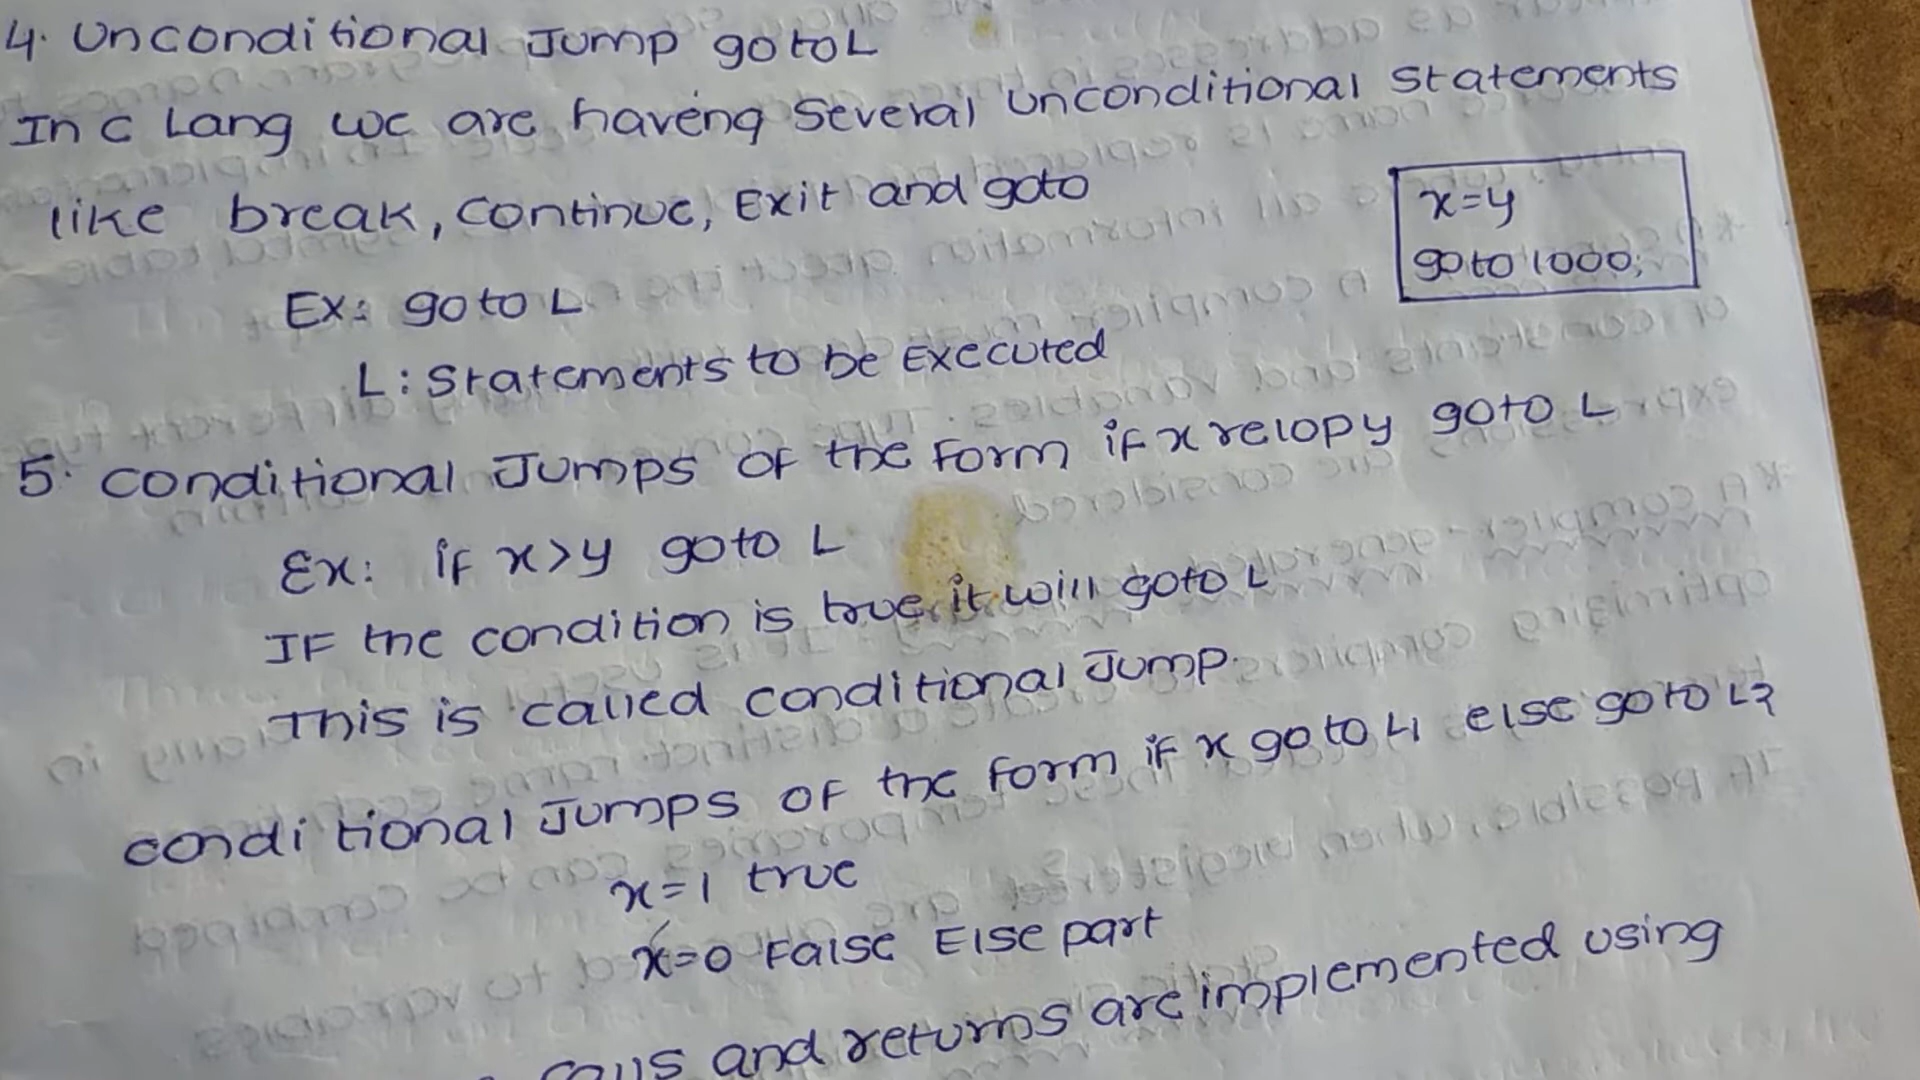 4. Unconditional Jump goto L
In C Lang we are haveng Several Unconditional Statements
like break, Continue, Exit and goto
x=y
goto 1000;
Ex: goto L
L: Statements to be Executed
5. Conditional Jumps of the form if x relop y goto L
Ex: if x>y goto L
IF the condition is true it will goto L
This is called conditional Jump.
Conditional Jumps of the form if x goto L1 else goto L2
x=1 true
x=0 False Else part
calls and returns are implemented using